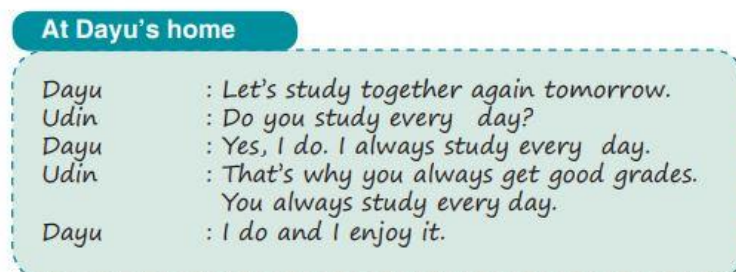 At Dayu's home
Dayu : Let's study together again tomorrow.
Udin : Do you study every day?
Dayu : Yes, I do. I always study every day.
Udin : That's why you always get good grades.
You always study every day.
Dayu : I do and I enjoy it.